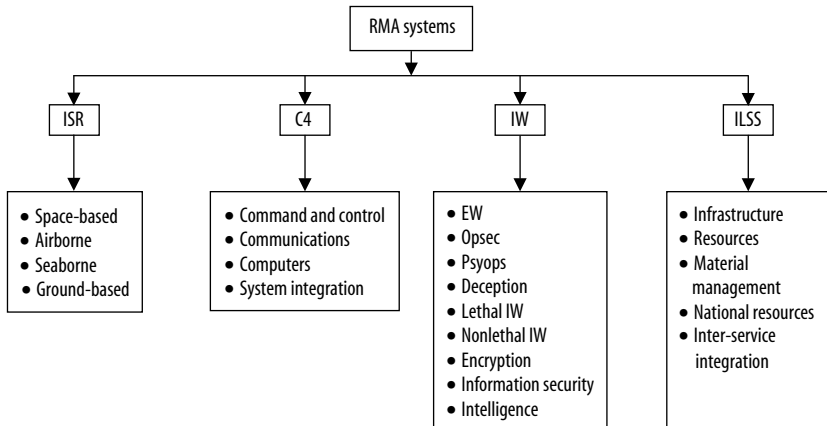 RMA systems
ISR
C4
IW
ILSS
• Space-based
• Airborne
• Seaborne
• Ground-based
• Command and control
• Communications
• Computers
• System integration
• EW
• Opsec
• Psyops
• Deception
• Lethal IW
• Nonlethal IW
• Encryption
• Information security
• Intelligence
• Infrastructure
• Resources
• Material
management
• National resources
• Inter-service
integration